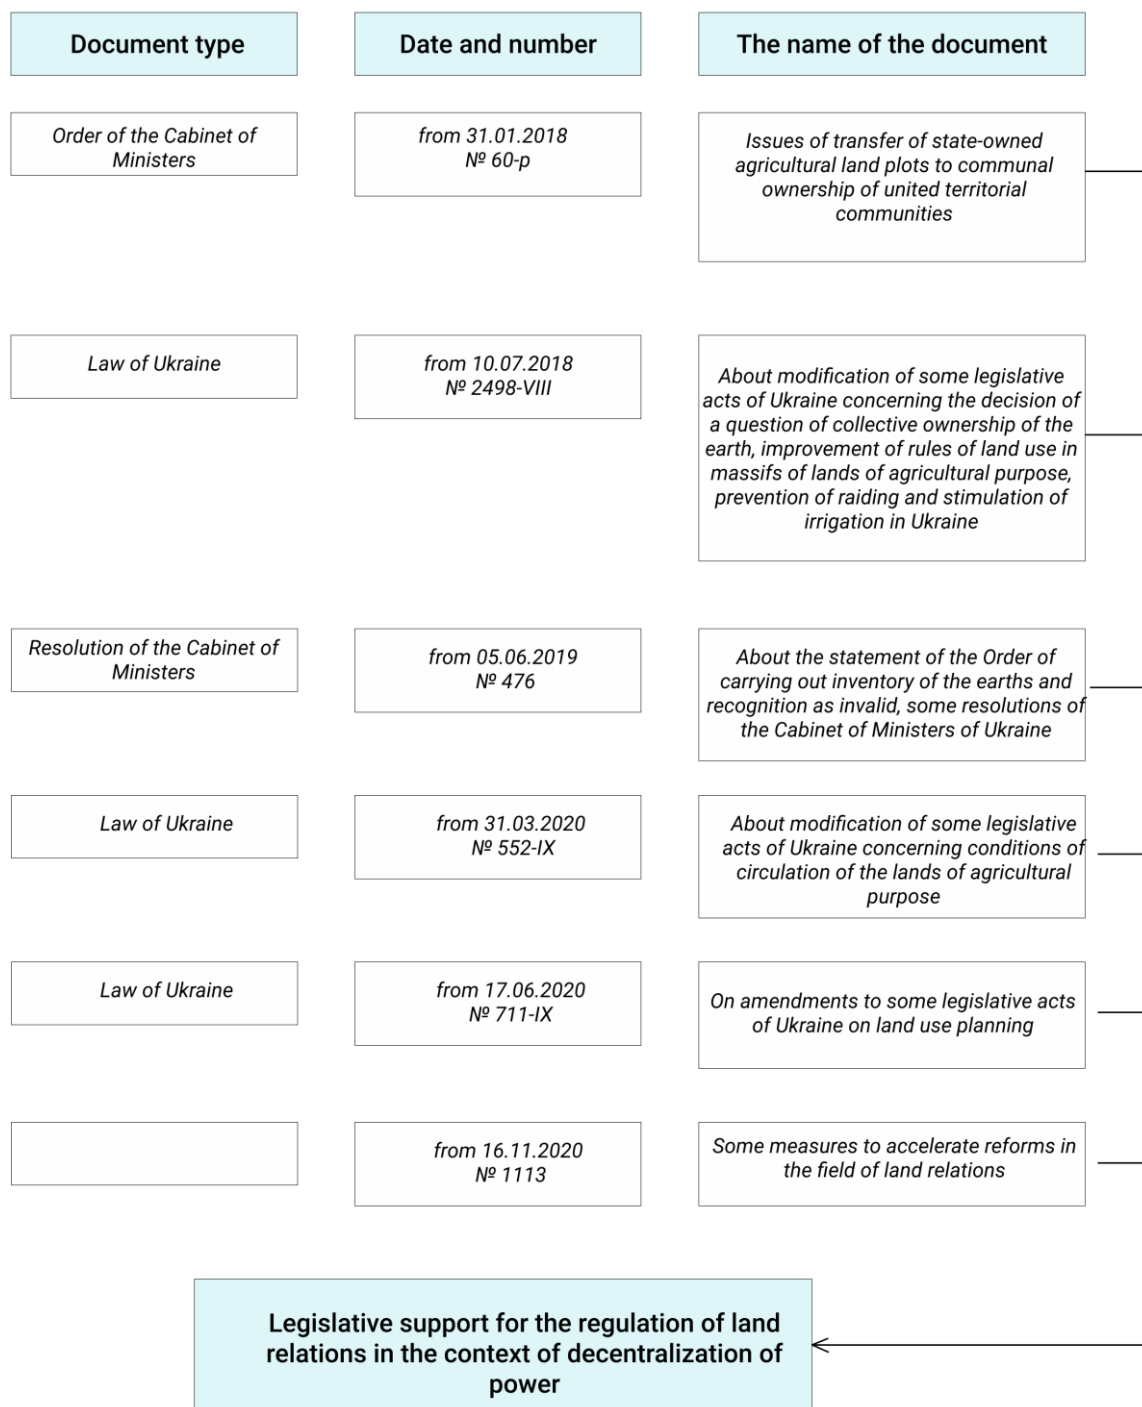 Document type
Date and number
The name of the document
Order of the Cabinet of
Ministers
from 31.01.2018
№ 60-р
Issues of transfer of state-owned
agricultural land plots to communal
ownership of united territorial
communities
Law of Ukraine
from 10.07.2018
№ 2498-VIII
About modification of some legislative
acts of Ukraine concerning the decision of
a question of collective ownership of the
earth, improvement of rules of land use in
massifs of lands of agricultural purpose,
prevention of raiding and stimulation of
irrigation in Ukraine
Resolution of the Cabinet of
Ministers
from 05.06.2019
№ 476
About the statement of the Order of
carrying out inventory of the earths and
recognition as invalid, some resolutions of
the Cabinet of Ministers of Ukraine
Law of Ukraine
from 31.03.2020
№ 552-IX
About modification of some legislative
acts of Ukraine concerning conditions of
circulation of the lands of agricultural
purpose
Law of Ukraine
from 17.06.2020
№ 711-IX
On amendments to some legislative acts
of Ukraine on land use planning
from 16.11.2020
№ 1113
Some measures to accelerate reforms in
the field of land relations
Legislative support for the regulation of land
relations in the context of decentralization of
power